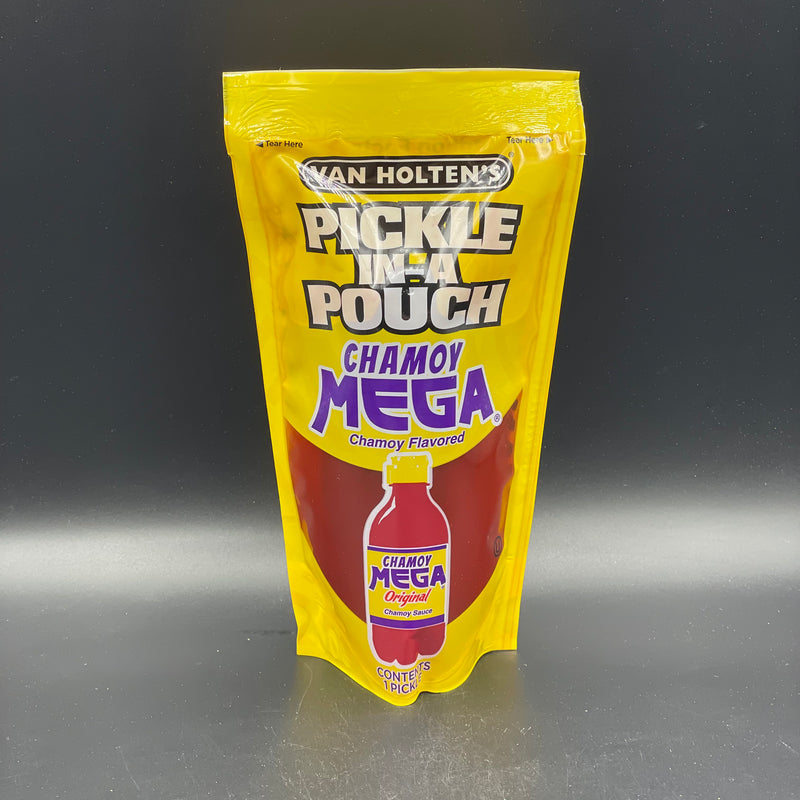 Tear Here
Tear Here
VAN HOLTEN'S®
PICKLE
IN-A
POUCH
CHAMOY
MEGA®
Chamoy Flavored
CHAMOY
MEGA
Original
Chamoy Sauce
CONTENTS
1 PICKLE